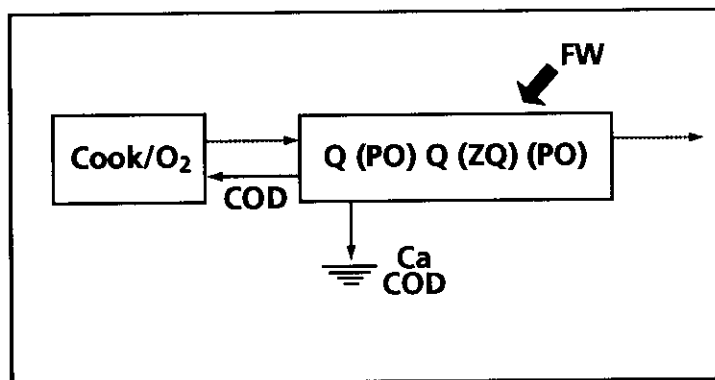 FW
Cook/O₂
Q (PO) Q (ZQ) (PO)
COD
Ca
COD